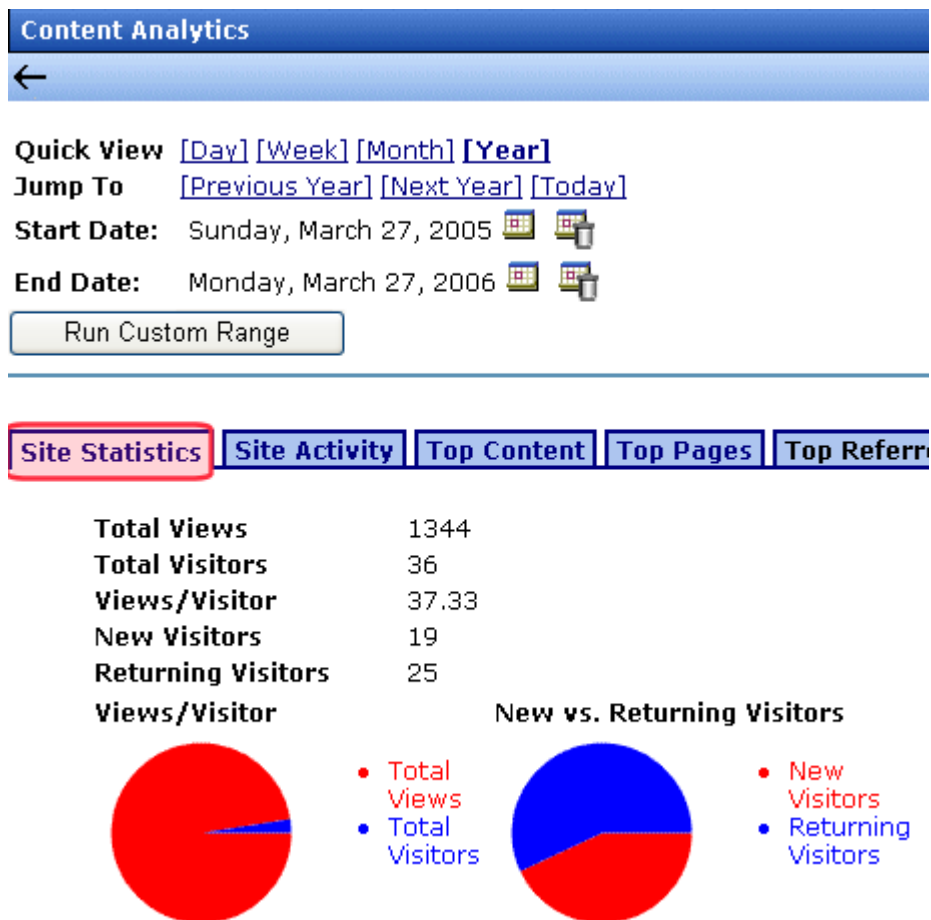 Content Analytics
Quick View [Day] [Week] [Month] [Year]
Jump To [Previous Year] [Next Year] [Today]
Start Date: Sunday, March 27, 2005
End Date: Monday, March 27, 2006
Run Custom Range
Site Statistics Site Activity Top Content Top Pages Top Referr
Total Views 1344
Total Visitors 36
Views/Visitor 37.33
New Visitors 19
Returning Visitors 25
Views/Visitor New vs. Returning Visitors
Total Views
Total Visitors
New Visitors
Returning Visitors